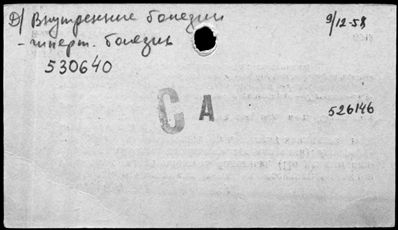 D/ Внутренние болезни 9/12-58
- гиперт. болезнь
530640
СА
526146